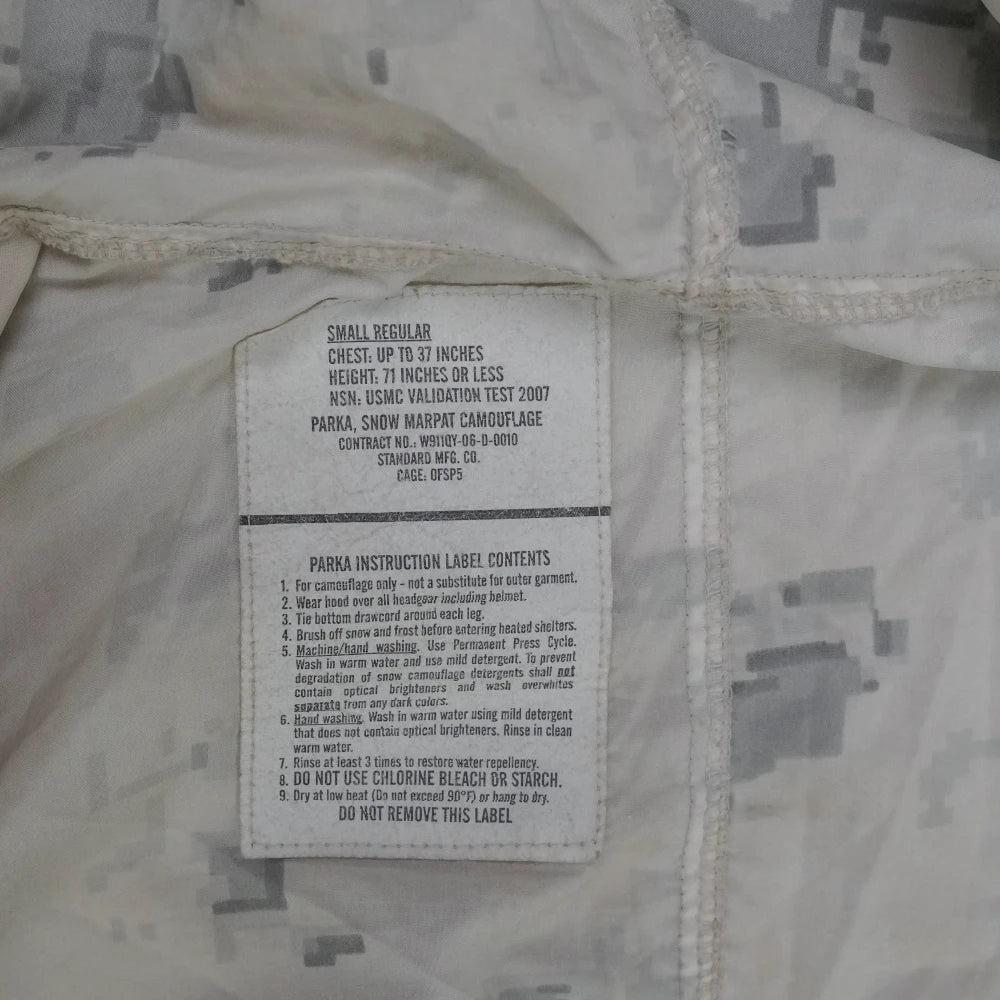 SMALL REGULAR
CHEST: UP TO 37 INCHES
HEIGHT: 71 INCHES OR LESS
NSN: USMC VALIDATION TEST 2007
PARKA, SNOW MARPAT CAMOUFLAGE
CONTRACT NO.: W911QY-06-D-0010
STANDARD MFG. CO.
CAGE: OFSP5
PARKA INSTRUCTION LABEL CONTENTS
1. For camouflage only - not a substitute for outer garment.
2. Wear hood over all headgear including helmet.
3. Tie bottom drawcord around each leg.
4. Brush off snow and frost before entering heated shelters.
5. Machine/hand washing. Use Permanent Press Cycle.
Wash in warm water and use mild detergent. To prevent
degradation of snow camouflage detergents shall not
contain optical brighteners and wash overwhites
separate from any dark colors.
6. Hand washing. Wash in warm water using mild detergent
that does not contain optical brighteners. Rinse in clean
warm water.
7. Rinse at least 3 times to restore water repellency.
8. DO NOT USE CHLORINE BLEACH OR STARCH.
9. Dry at low heat (Do not exceed 90°F) or hang to dry.
DO NOT REMOVE THIS LABEL